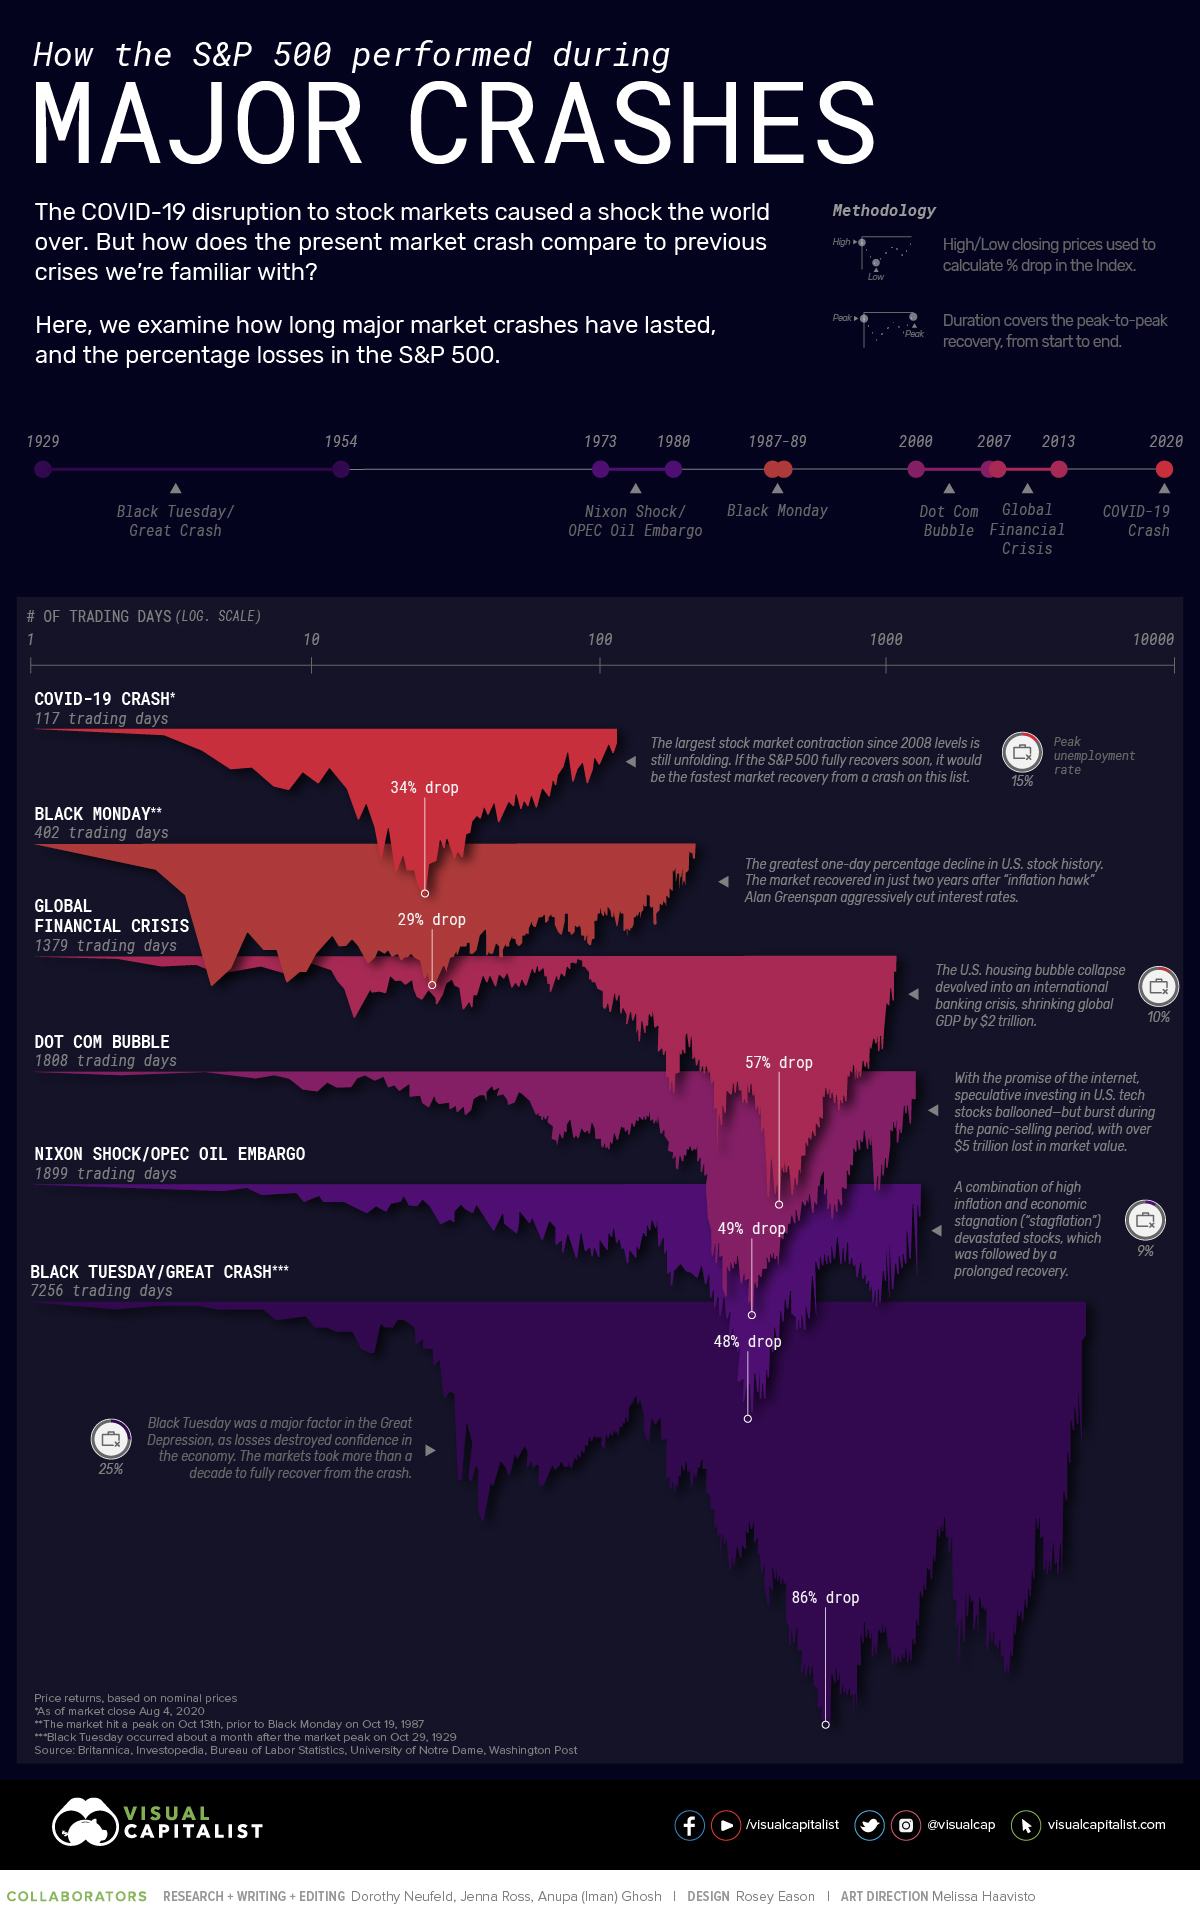 How the S&P 500 performed during
MAJOR CRASHES
The COVID-19 disruption to stock markets caused a shock the world
over. But how does the present market crash compare to previous
crises we're familiar with?
Here, we examine how long major market crashes have lasted,
and the percentage losses in the S&P 500.
Methodology
High
Low
High/Low closing prices used to
calculate % drop in the Index.
Peak
Peak
Duration covers the peak-to-peak
recovery, from start to end.
1929 1954 1973 1980 1987-89 2000 2007 2013 2020
Black Tuesday/
Great Crash
Nixon Shock/
OPEC Oil Embargo
Black Monday
Dot Com
Bubble
Global
Financial
Crisis
COVID-19
Crash
# OF TRADING DAYS (LOG. SCALE)
1 10 100 1000 10000
COVID-19 CRASH*
117 trading days
34% drop
The largest stock market contraction since 2008 levels is
still unfolding. If the S&P 500 fully recovers soon, it would
be the fastest market recovery from a crash on this list.
15%
Peak
unemployment
rate
BLACK MONDAY**
402 trading days
29% drop
The greatest one-day percentage decline in U.S. stock history.
The market recovered in just two years after "inflation hawk"
Alan Greenspan aggressively cut interest rates.
GLOBAL
FINANCIAL CRISIS
1379 trading days
57% drop
The U.S. housing bubble collapse
devolved into an international
banking crisis, shrinking global
GDP by $2 trillion.
10%
DOT COM BUBBLE
1808 trading days
49% drop
With the promise of the internet,
speculative investing in U.S. tech
stocks ballooned—but burst during
the panic-selling period, with over
$5 trillion lost in market value.
NIXON SHOCK/OPEC OIL EMBARGO
1899 trading days
48% drop
A combination of high
inflation and economic
stagnation ("stagflation")
devastated stocks, which
was followed by a
prolonged recovery.
9%
BLACK TUESDAY/GREAT CRASH***
7256 trading days
86% drop
Black Tuesday was a major factor in the Great
Depression, as losses destroyed confidence in
the economy. The markets took more than a
decade to fully recover from the crash.
25%
Price returns, based on nominal prices
*As of market close Aug 4, 2020
**The market hit a peak on Oct 13th, prior to Black Monday on Oct 19, 1987
***Black Tuesday occurred about a month after the market peak on Oct 29, 1929
Source: Britannica, Investopedia, Bureau of Labor Statistics, University of Notre Dame, Washington Post
VISUAL
CAPITALIST
/visualcapitalist @visualcap visualcapitalist.com
COLLABORATORS RESEARCH + WRITING + EDITING Dorothy Neufeld, Jenna Ross, Anupa (Iman) Ghosh | DESIGN Rosey Eason | ART DIRECTION Melissa Haavisto